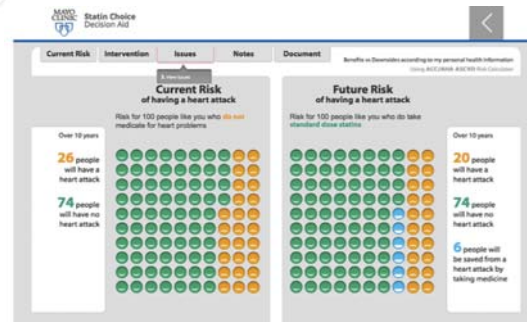 MAYO
CLINIC
Statin Choice
Decision Aid
Current Risk
Intervention
Issues
Notes
Document
Benefits vs Downsides according to my personal health information
Using ACC/AHA ASCVD Risk Calculator
Current Risk
of having a heart attack
Risk for 100 people like you who do not
medicate for heart problems
Over 10 years
26 people
will have a
heart attack
74 people
will have no
heart attack
Future Risk
of having a heart attack
Risk for 100 people like you who do take
standard dose statins
Over 10 years
20 people
will have a
heart attack
74 people
will have no
heart attack
6 people will
be saved from a
heart attack by
taking medicine